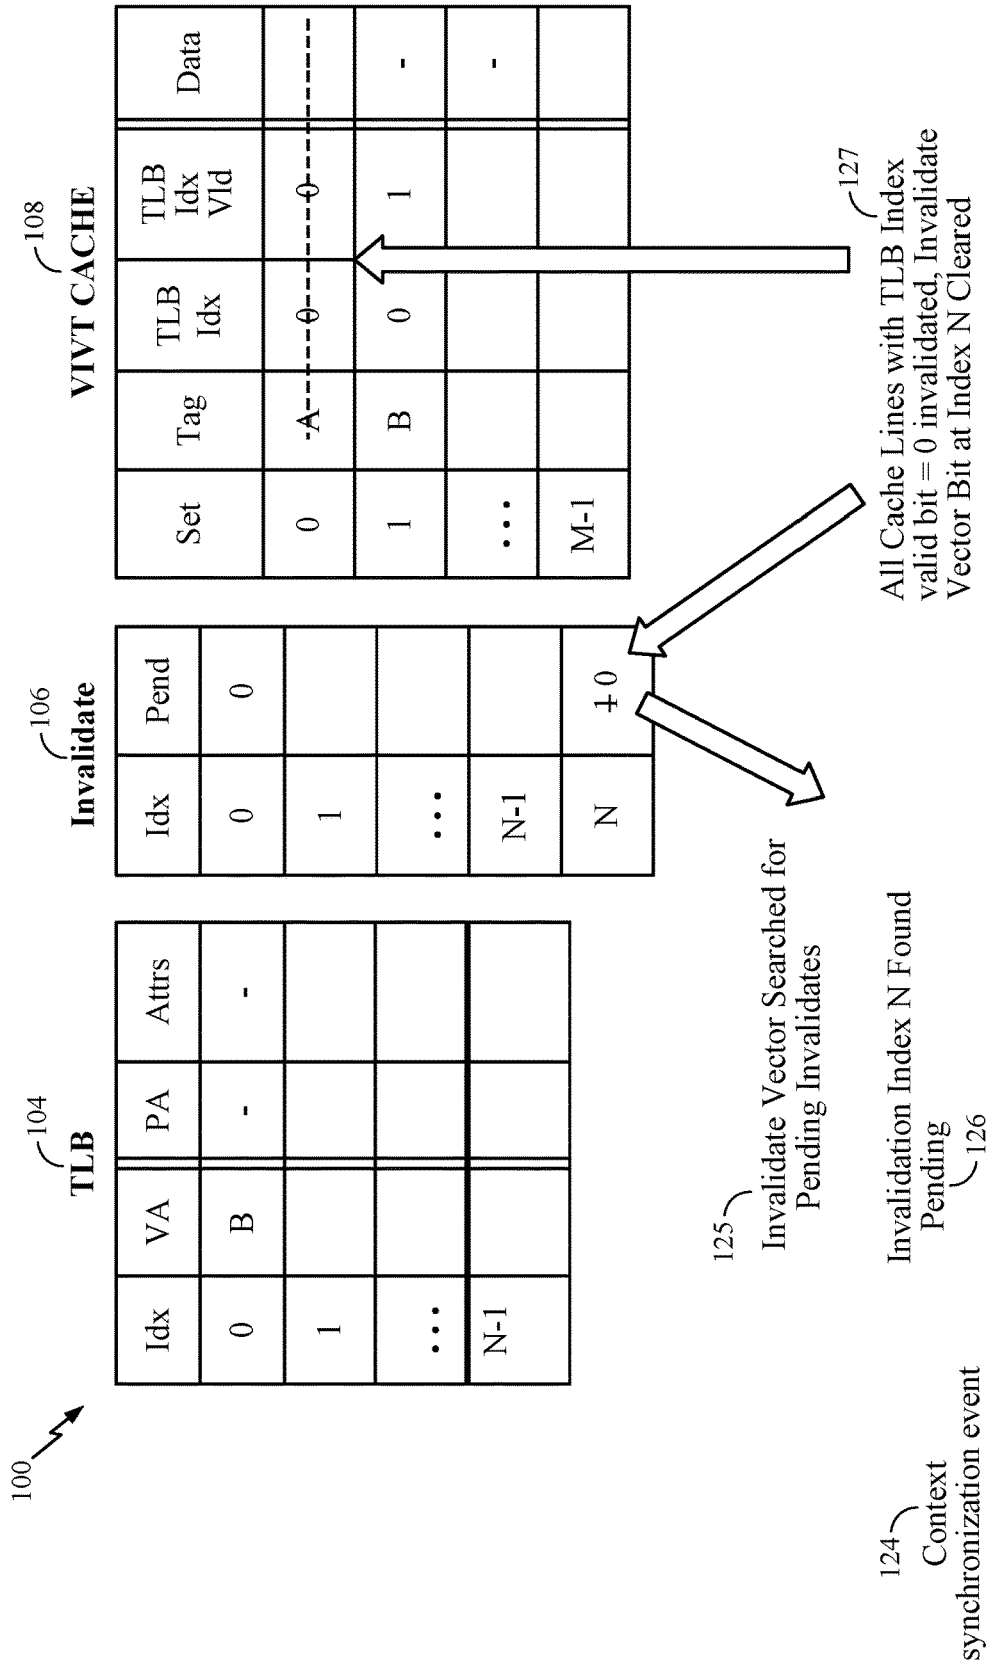 100
104
TLB
Idx VA PA Attrs
0 B - -
1
...
N-1
106
Invalidate
Idx Pend
0 0
1
...
N-1
N 1 0
108
VIVT CACHE
Set Tag TLB Idx TLB Idx Vld Data
0 A 0 0
1 B 0 1 -
... -
M-1
124
Context
synchronization event
125
Invalidate Vector Searched for
Pending Invalidates
Invalidation Index N Found
Pending
126
127
All Cache Lines with TLB Index
valid bit = 0 invalidated, Invalidate
Vector Bit at Index N Cleared